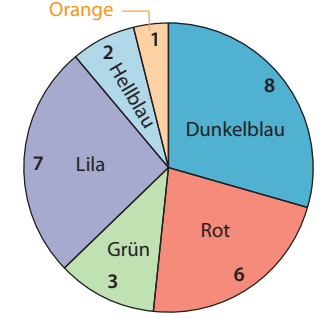 Orange
1
2
Hellblau
8
Dunkelblau
7
Lila
Rot
Grün
6
3